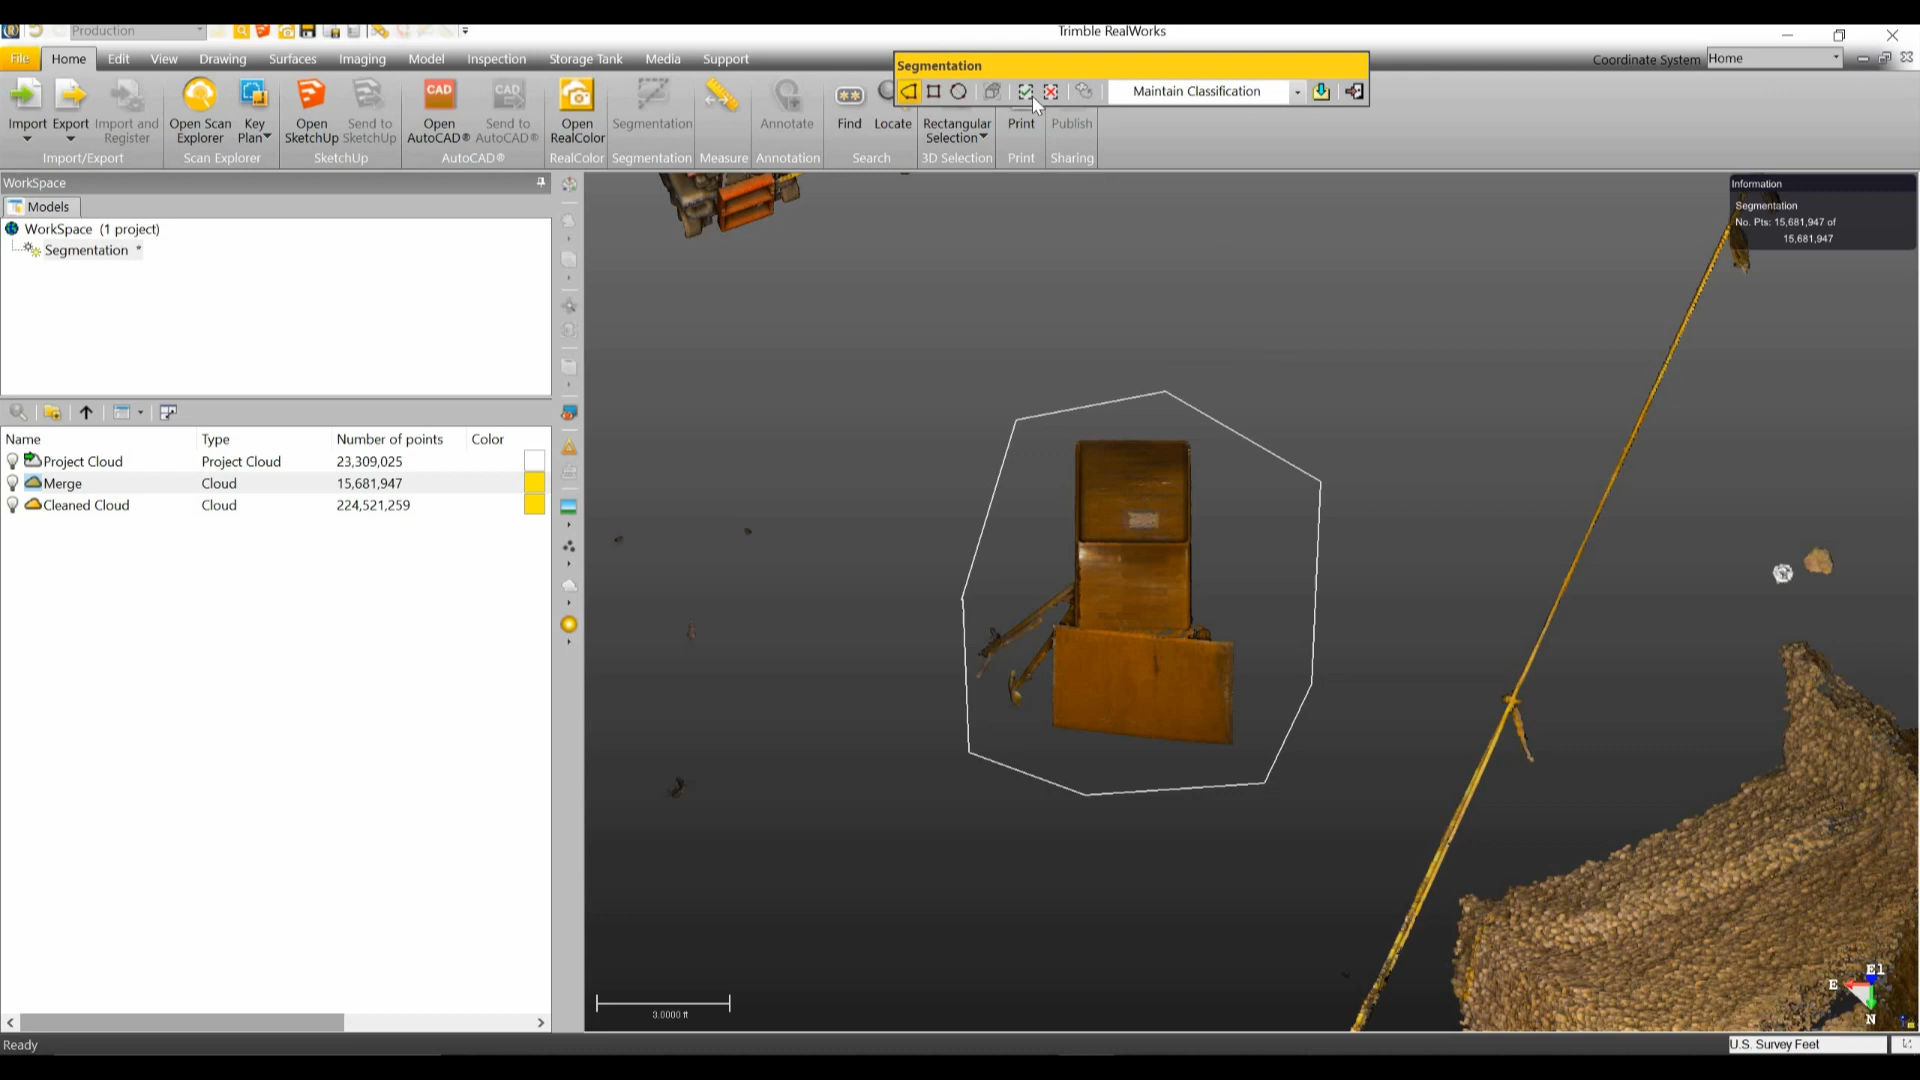 Production
Trimble RealWorks
File Home Edit View Drawing Surfaces Imaging Model Inspection Storage Tank Media Support
Coordinate System Home
Segmentation
Maintain Classification
Import Export Import and Register
Open Scan Explorer Key Plan
Open SketchUp Send to SketchUp
CAD Open AutoCAD® CAD Send to AutoCAD®
Open RealColor
Segmentation
Annotate
Find Locate
Rectangular Selection
Print
Publish
Import/Export Scan Explorer SketchUp AutoCAD® RealColor Segmentation Measure Annotation Search 3D Selection Print Sharing
WorkSpace
Models
WorkSpace (1 project)
Segmentation *
Name Type Number of points Color
Project Cloud Project Cloud 23,309,025
Merge Cloud 15,681,947
Cleaned Cloud Cloud 224,521,259
Information
Segmentation
No. Pts: 15,681,947 of
15,681,947
3.0000 ft
El
E
N
Ready
U.S. Survey Feet